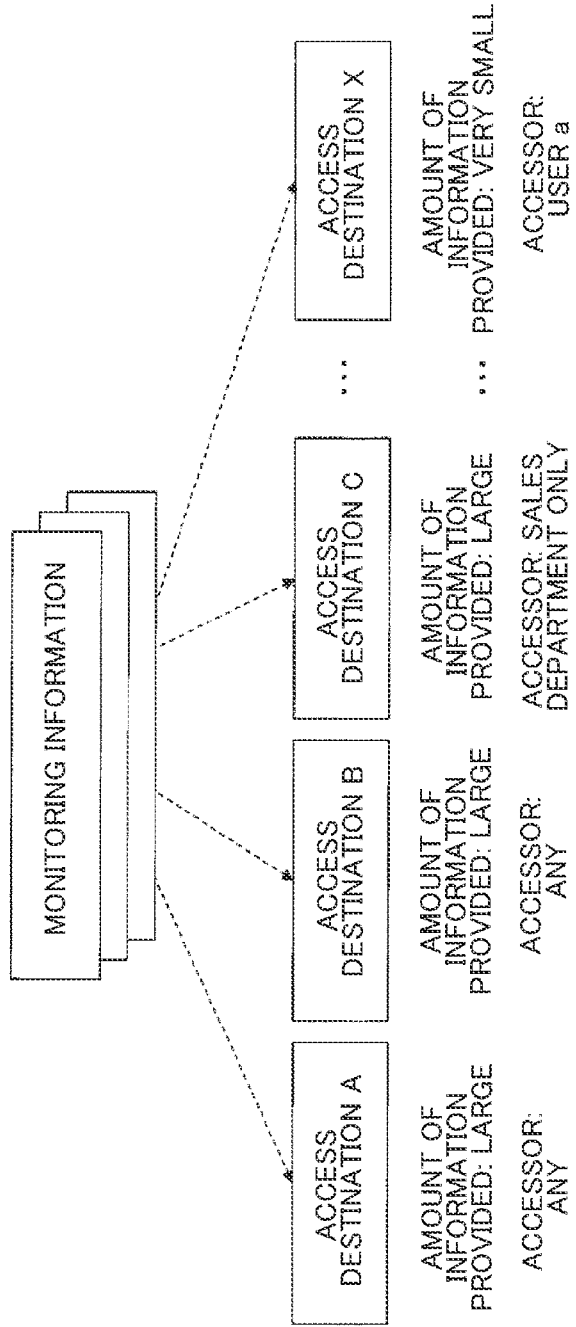 MONITORING INFORMATION
ACCESS
DESTINATION A
AMOUNT OF
INFORMATION
PROVIDED: LARGE
ACCESSOR:
ANY
ACCESS
DESTINATION B
AMOUNT OF
INFORMATION
PROVIDED: LARGE
ACCESSOR:
ANY
ACCESS
DESTINATION C
AMOUNT OF
INFORMATION
PROVIDED: LARGE
ACCESSOR: SALES
DEPARTMENT ONLY
...
...
ACCESS
DESTINATION X
AMOUNT OF
INFORMATION
PROVIDED: VERY SMALL
ACCESSOR:
USER a